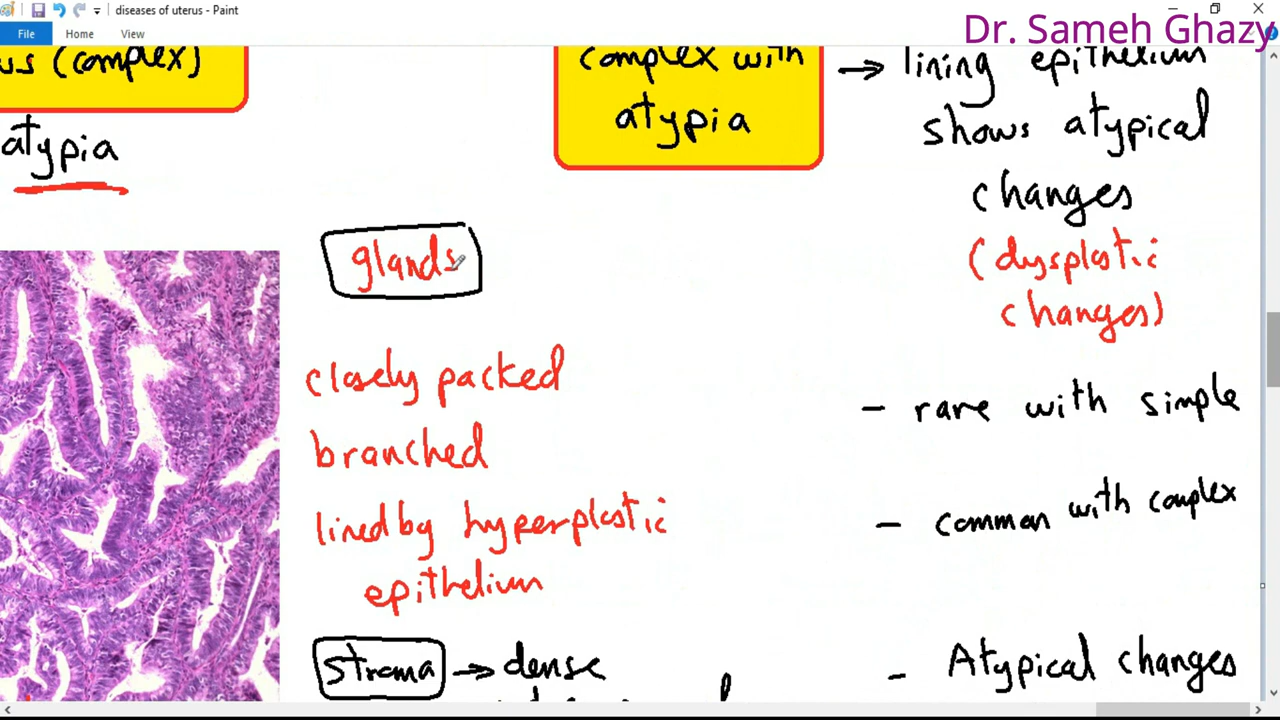 diseases of uterus - Paint
Dr. Sameh Ghazy
File Home View
(complex)
atypia
complex with
atypia
→ lining epithelium
shows atypical
changes
(dysplastic
changes)
glands
closely packed
branched
lined by hyperplastic
epithelium
stroma → dense
- rare with simple
- common with complex
- Atypical changes